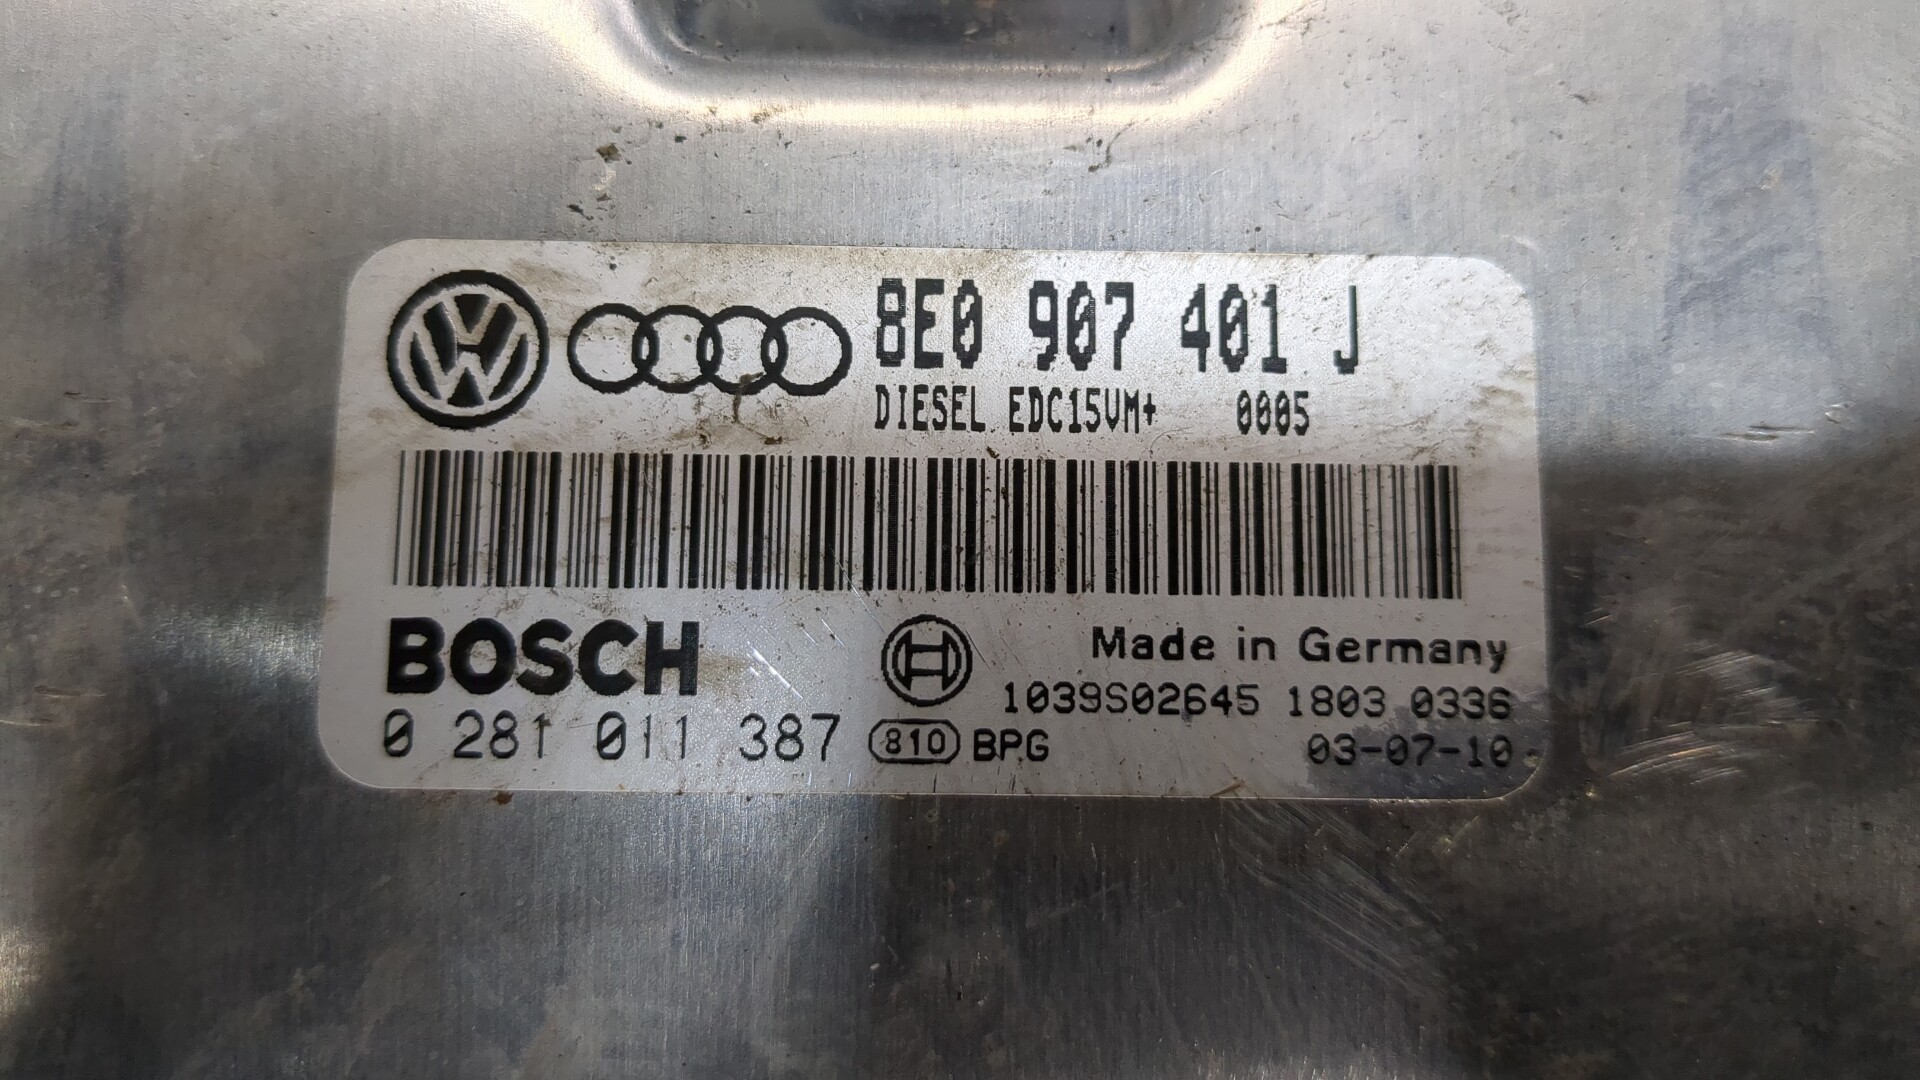 8E0 907 401 J
DIESEL EDC15VM+ 0005
BOSCH
Made in Germany
1039S02645 1803 0336
0 281 011 387 810 BPG 03-07-10